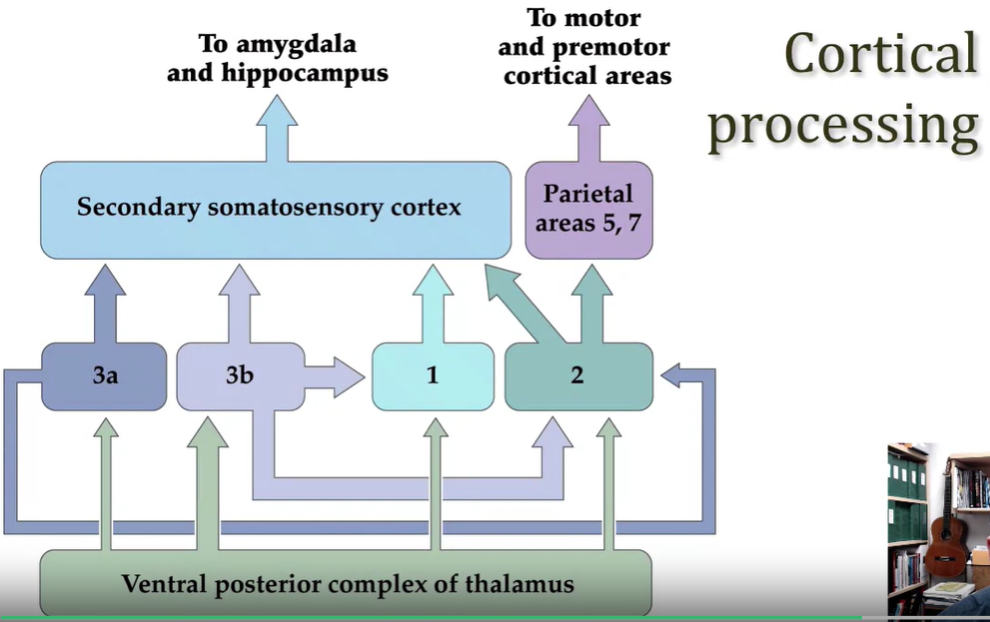 To amygdala
and hippocampus
To motor
and premotor
cortical areas
Cortical
processing
Secondary somatosensory cortex
Parietal
areas 5, 7
3a
3b
1
2
Ventral posterior complex of thalamus